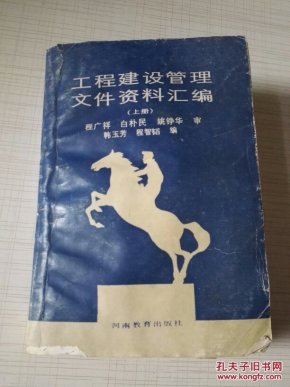 工程建设管理
文件资料汇编
（上册）
程广祥 白朴民 姚铮华 审
韩玉芳 程智韬 编
河南教育出版社
孔夫子旧书网